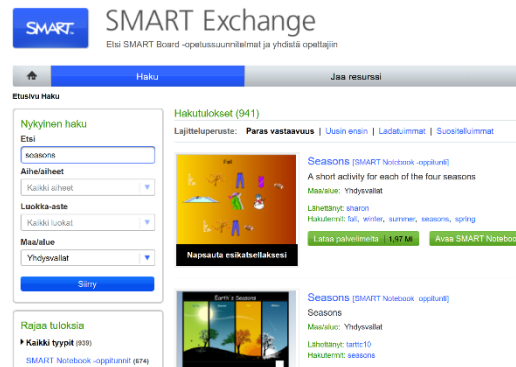 SMART
SMART Exchange
Etsi SMART Board -opetussuunnitelmat ja yhdistä opettajiin
Haku
Jaa resurssi
Etusivu Haku
Nykyinen haku
Etsi
seasons
Aihe/aiheet
Kaikki aiheet
Luokka-aste
Kaikki luokat
Maa/alue
Yhdysvallat
Siirry
Rajaa tuloksia
Kaikki tyypit (939)
SMART Notebook -oppitunnit (674)
Hakutulokset (941)
Lajitteluperuste: Paras vastaavuus | Uusin ensin | Ladatuimmat | Suositelluimmat
Fall
Napsauta esikatsellaksesi
Seasons [SMART Notebook -oppitunti]
A short activity for each of the four seasons
Maa/alue: Yhdysvallat
Lähettänyt: sharon
Hakutermit: fall, winter, summer, seasons, spring
Lataa palvelimelta | 1,97 Mt
Avaa SMART Noteboo
Earth's Seasons
Seasons [SMART Notebook -oppitunti]
Seasons
Maa/alue: Yhdysvallat
Lähettänyt: tarttc10
Hakutermit: seasons